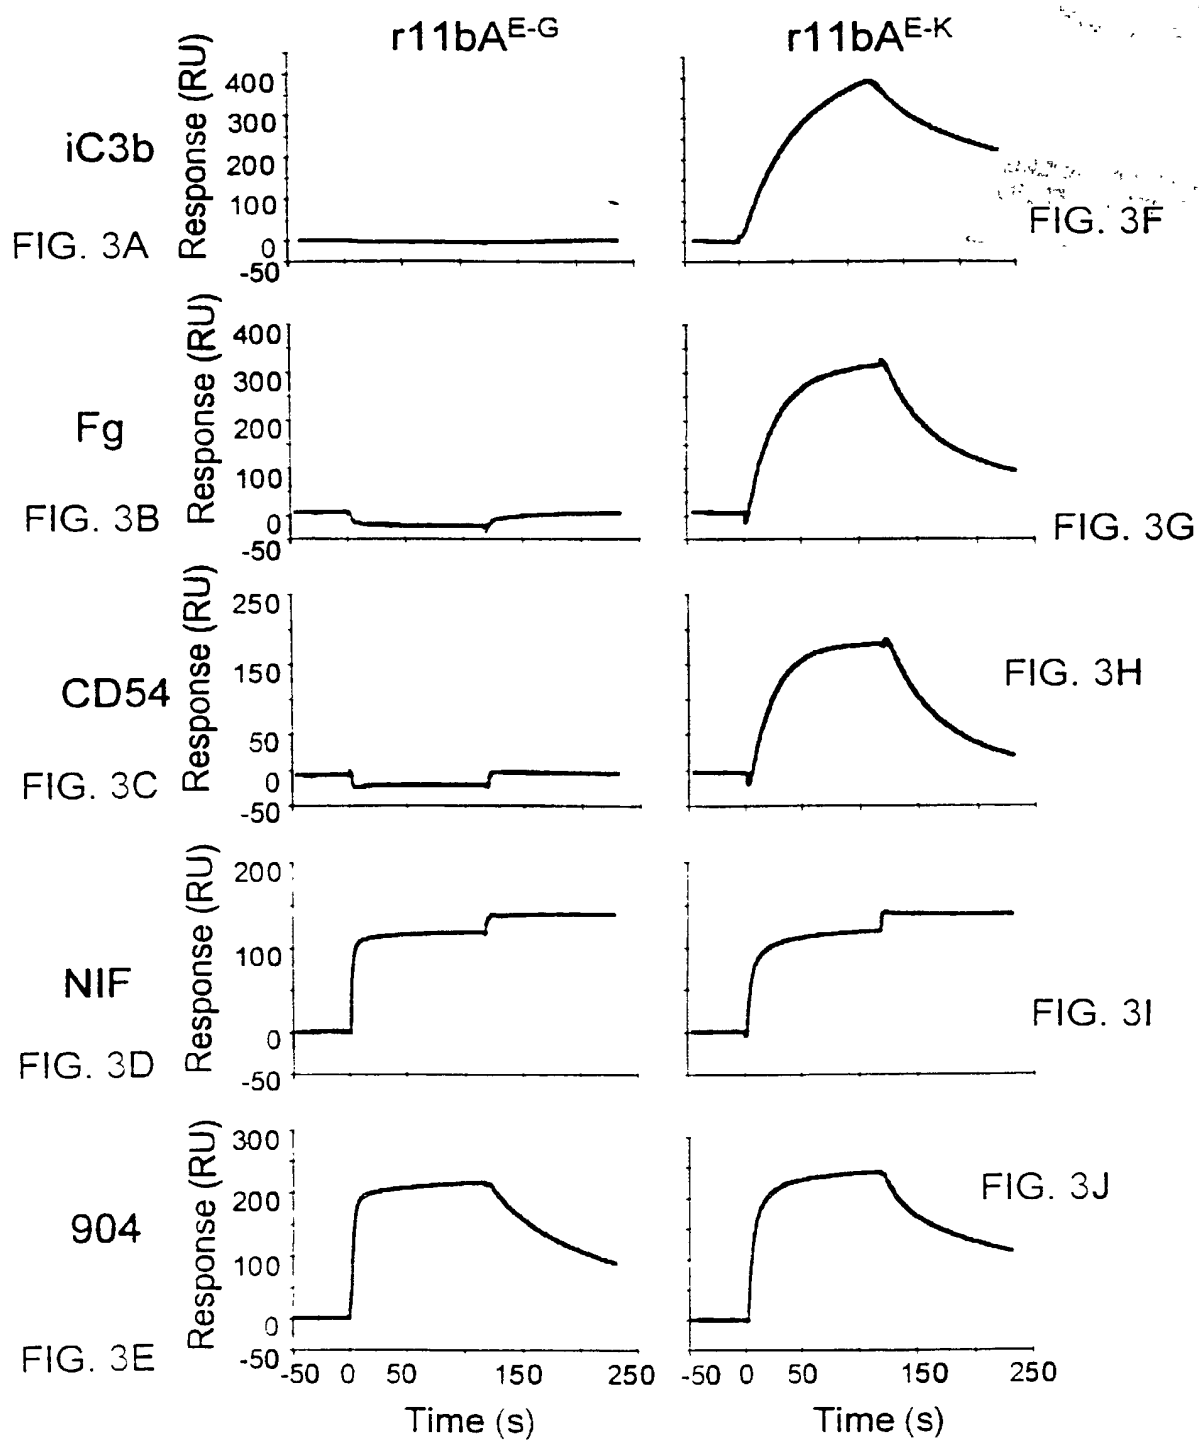 r11bA^E-G
r11bA^E-K
iC3b
FIG. 3A
Response (RU)
400
300
200
100
0
-50
FIG. 3F
Fg
FIG. 3B
Response (RU)
400
300
200
100
0
-50
FIG. 3G
CD54
FIG. 3C
Response (RU)
250
150
50
0
-50
FIG. 3H
NIF
FIG. 3D
Response (RU)
200
100
0
-50
FIG. 3I
904
FIG. 3E
Response (RU)
300
200
100
0
-50
FIG. 3J
-50 0 50 150 250
-50 0 50 150 250
Time (s)
Time (s)